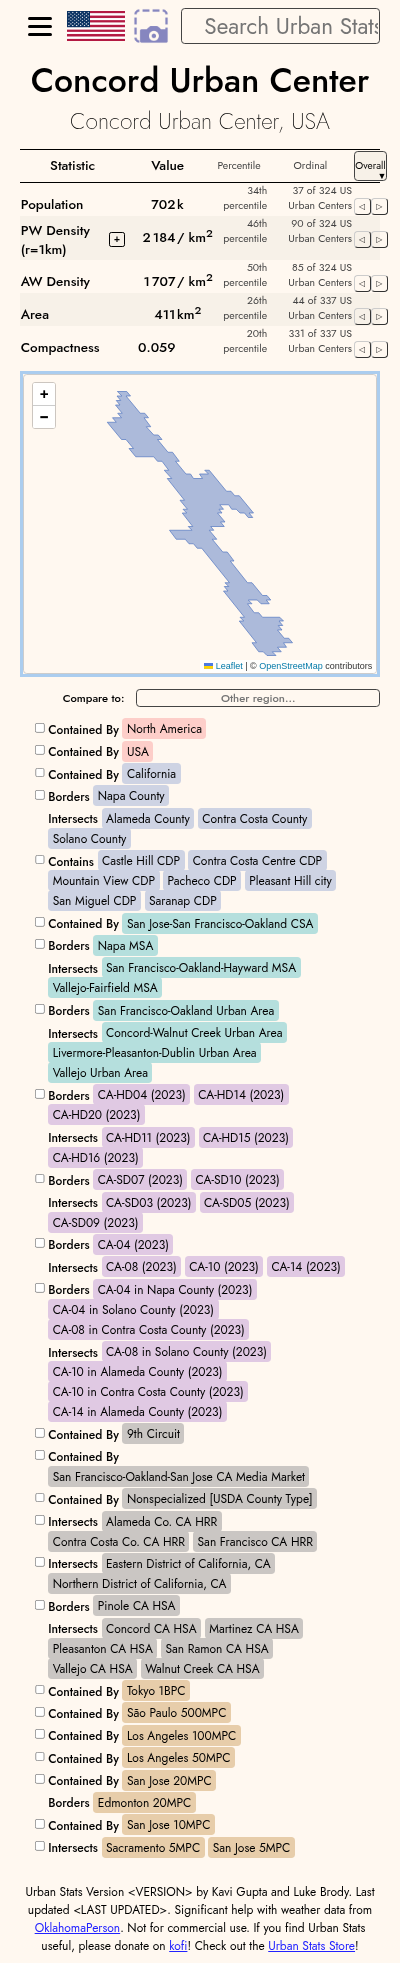 Search Urban Stats
Concord Urban Center
Concord Urban Center, USA
Statistic Value Percentile Ordinal Overall ▼
Population 702k 34th percentile 37 of 324 US Urban Centers ◁ ▷
PW Density (r=1km) + 2 184 / km² 46th percentile 90 of 324 US Urban Centers ◁ ▷
AW Density 1 707 / km² 50th percentile 85 of 324 US Urban Centers ◁ ▷
Area 411 km² 26th percentile 44 of 337 US Urban Centers ◁ ▷
Compactness 0.059 20th percentile 331 of 337 US Urban Centers ◁ ▷
+
−
Leaflet | © OpenStreetMap contributors
Compare to: Other region...
Contained By North America
Contained By USA
Contained By California
Borders Napa County
Intersects Alameda County Contra Costa County
Solano County
Contains Castle Hill CDP Contra Costa Centre CDP
Mountain View CDP Pacheco CDP Pleasant Hill city
San Miguel CDP Saranap CDP
Contained By San Jose-San Francisco-Oakland CSA
Borders Napa MSA
Intersects San Francisco-Oakland-Hayward MSA
Vallejo-Fairfield MSA
Borders San Francisco-Oakland Urban Area
Intersects Concord-Walnut Creek Urban Area
Livermore-Pleasanton-Dublin Urban Area
Vallejo Urban Area
Borders CA-HD04 (2023) CA-HD14 (2023)
CA-HD20 (2023)
Intersects CA-HD11 (2023) CA-HD15 (2023)
CA-HD16 (2023)
Borders CA-SD07 (2023) CA-SD10 (2023)
Intersects CA-SD03 (2023) CA-SD05 (2023)
CA-SD09 (2023)
Borders CA-04 (2023)
Intersects CA-08 (2023) CA-10 (2023) CA-14 (2023)
Borders CA-04 in Napa County (2023)
CA-04 in Solano County (2023)
CA-08 in Contra Costa County (2023)
Intersects CA-08 in Solano County (2023)
CA-10 in Alameda County (2023)
CA-10 in Contra Costa County (2023)
CA-14 in Alameda County (2023)
Contained By 9th Circuit
Contained By
San Francisco-Oakland-San Jose CA Media Market
Contained By Nonspecialized [USDA County Type]
Intersects Alameda Co. CA HRR
Contra Costa Co. CA HRR San Francisco CA HRR
Intersects Eastern District of California, CA
Northern District of California, CA
Borders Pinole CA HSA
Intersects Concord CA HSA Martinez CA HSA
Pleasanton CA HSA San Ramon CA HSA
Vallejo CA HSA Walnut Creek CA HSA
Contained By Tokyo 1BPC
Contained By São Paulo 500MPC
Contained By Los Angeles 100MPC
Contained By Los Angeles 50MPC
Contained By San Jose 20MPC
Borders Edmonton 20MPC
Contained By San Jose 10MPC
Intersects Sacramento 5MPC San Jose 5MPC
Urban Stats Version <VERSION> by Kavi Gupta and Luke Brody. Last
updated <LAST UPDATED>. Significant help with weather data from
OklahomaPerson. Not for commercial use. If you find Urban Stats
useful, please donate on kofi! Check out the Urban Stats Store!